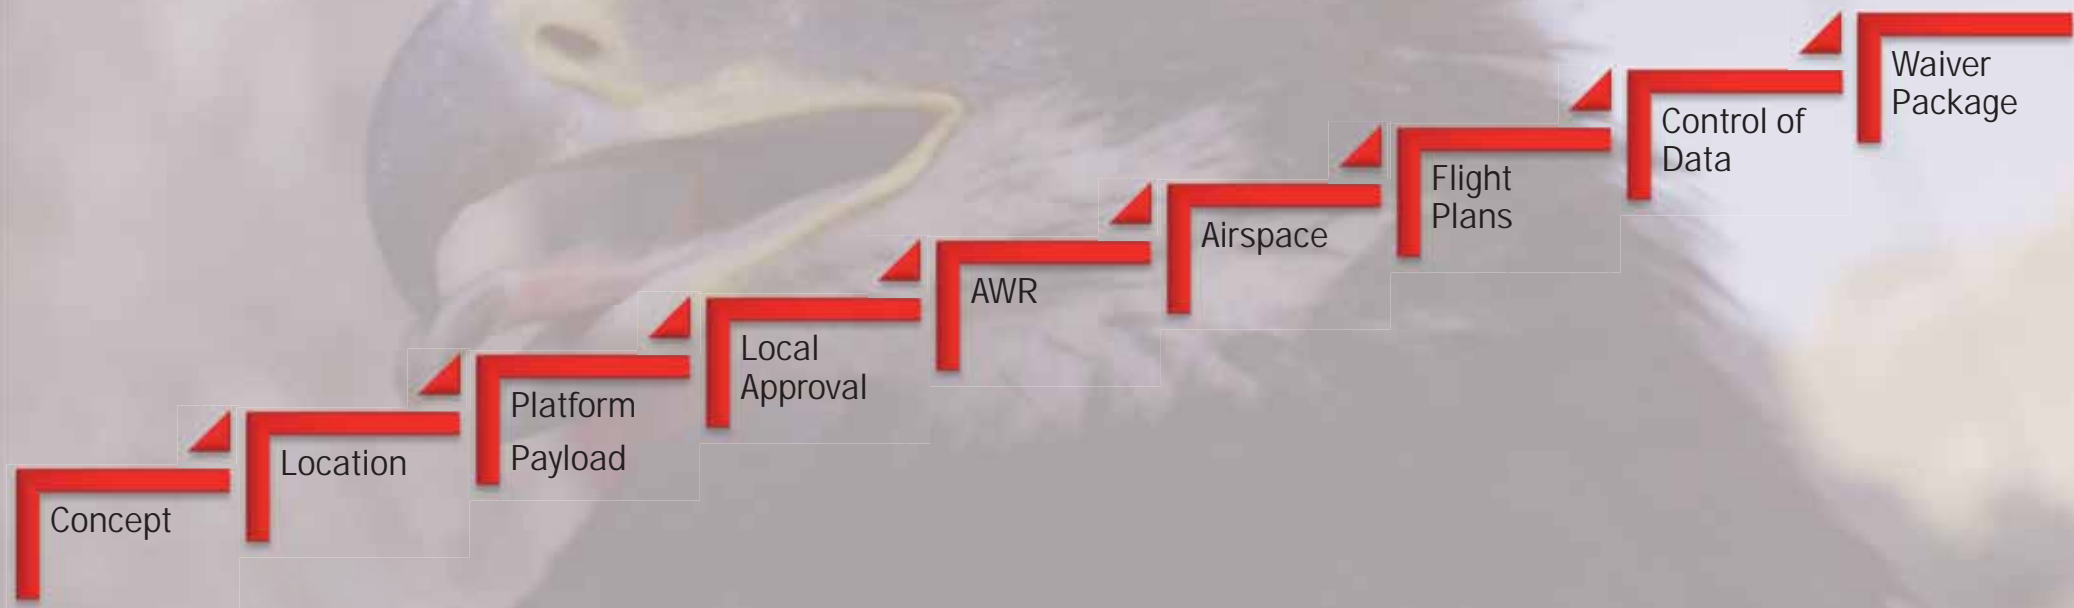 Concept
Location
Platform
Payload
Local
Approval
AWR
Airspace
Flight
Plans
Control of
Data
Waiver
Package